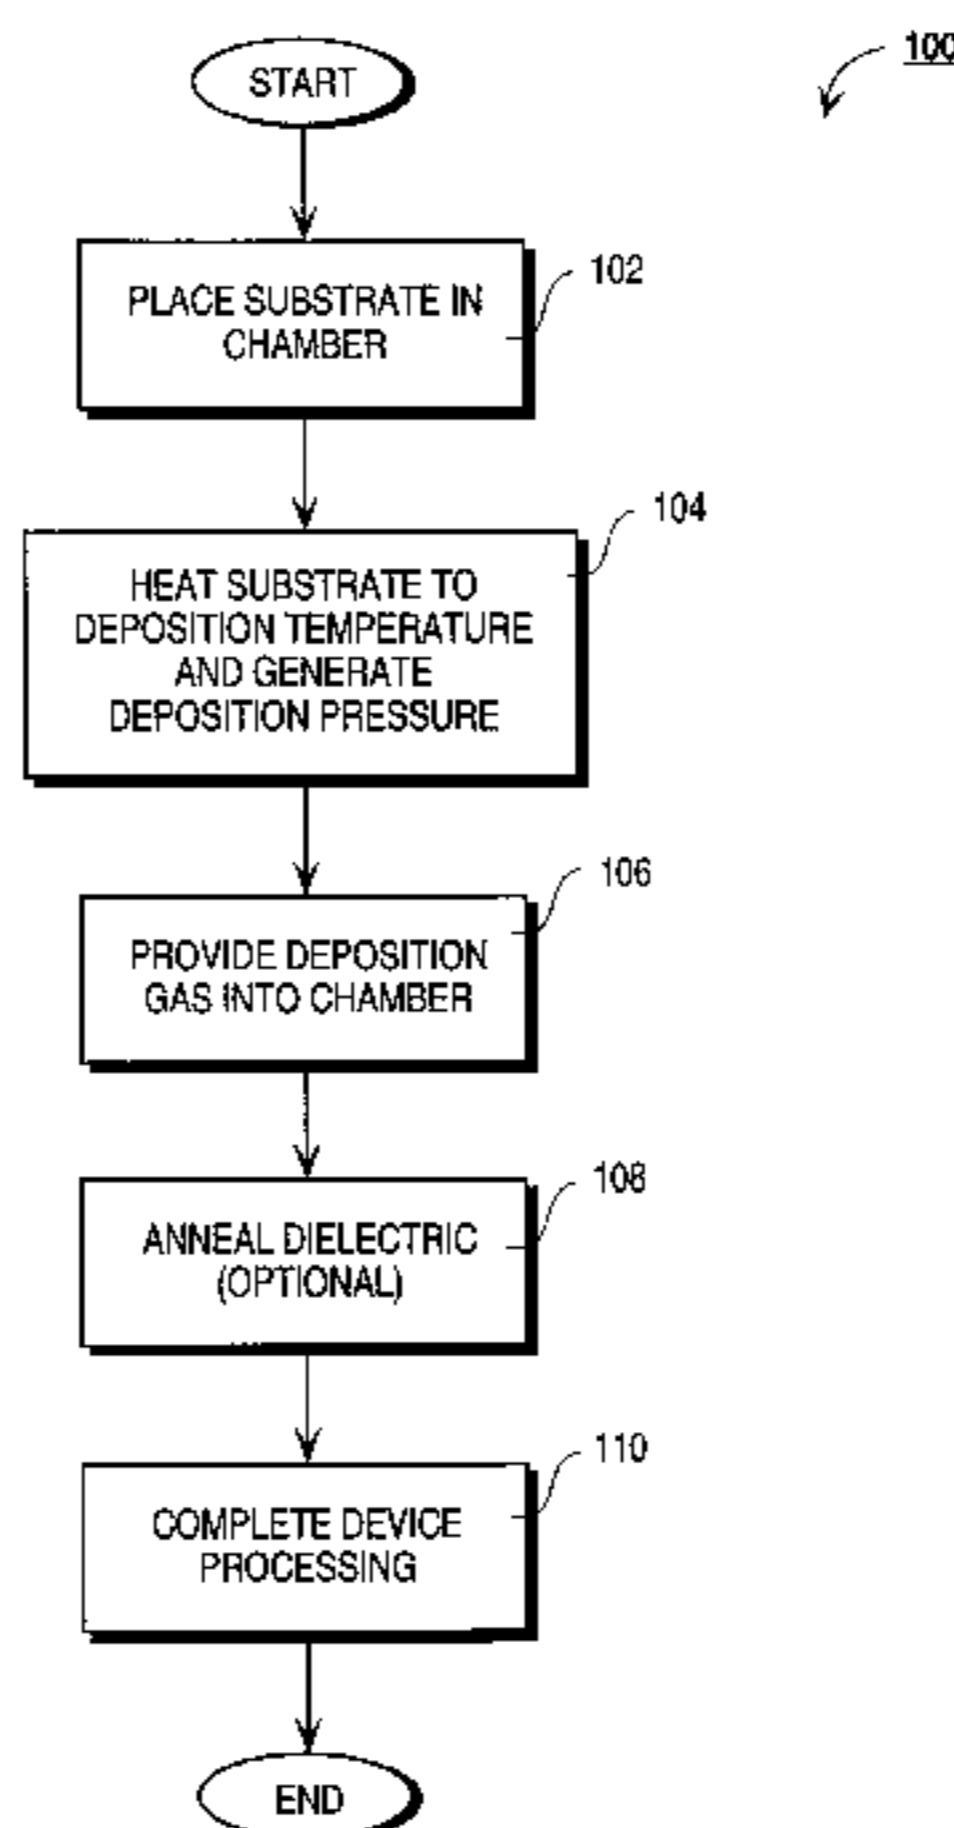 100
START
102
PLACE SUBSTRATE IN
CHAMBER
104
HEAT SUBSTRATE TO
DEPOSITION TEMPERATURE
AND GENERATE
DEPOSITION PRESSURE
106
PROVIDE DEPOSITION
GAS INTO CHAMBER
108
ANNEAL DIELECTRIC
(OPTIONAL)
110
COMPLETE DEVICE
PROCESSING
END